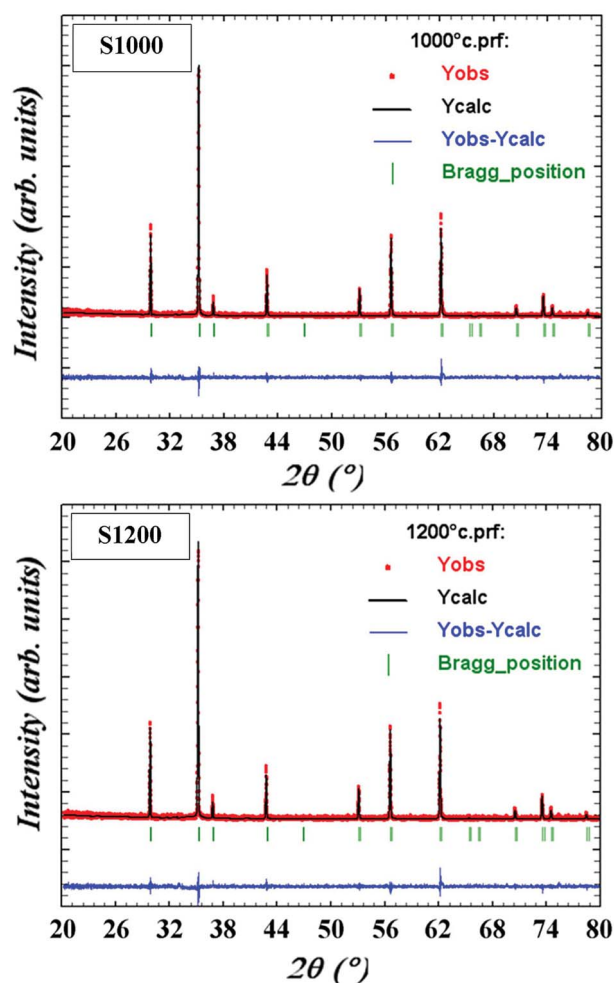 S1000
1000°c.prf:
Yobs
Ycalc
Yobs-Ycalc
Bragg_position
Intensity (arb. units)
20 26 32 38 44 50 56 62 68 74 80
2θ (°)
S1200
1200°c.prf:
Yobs
Ycalc
Yobs-Ycalc
Bragg_position
Intensity (arb. units)
20 26 32 38 44 50 56 62 68 74 80
2θ (°)